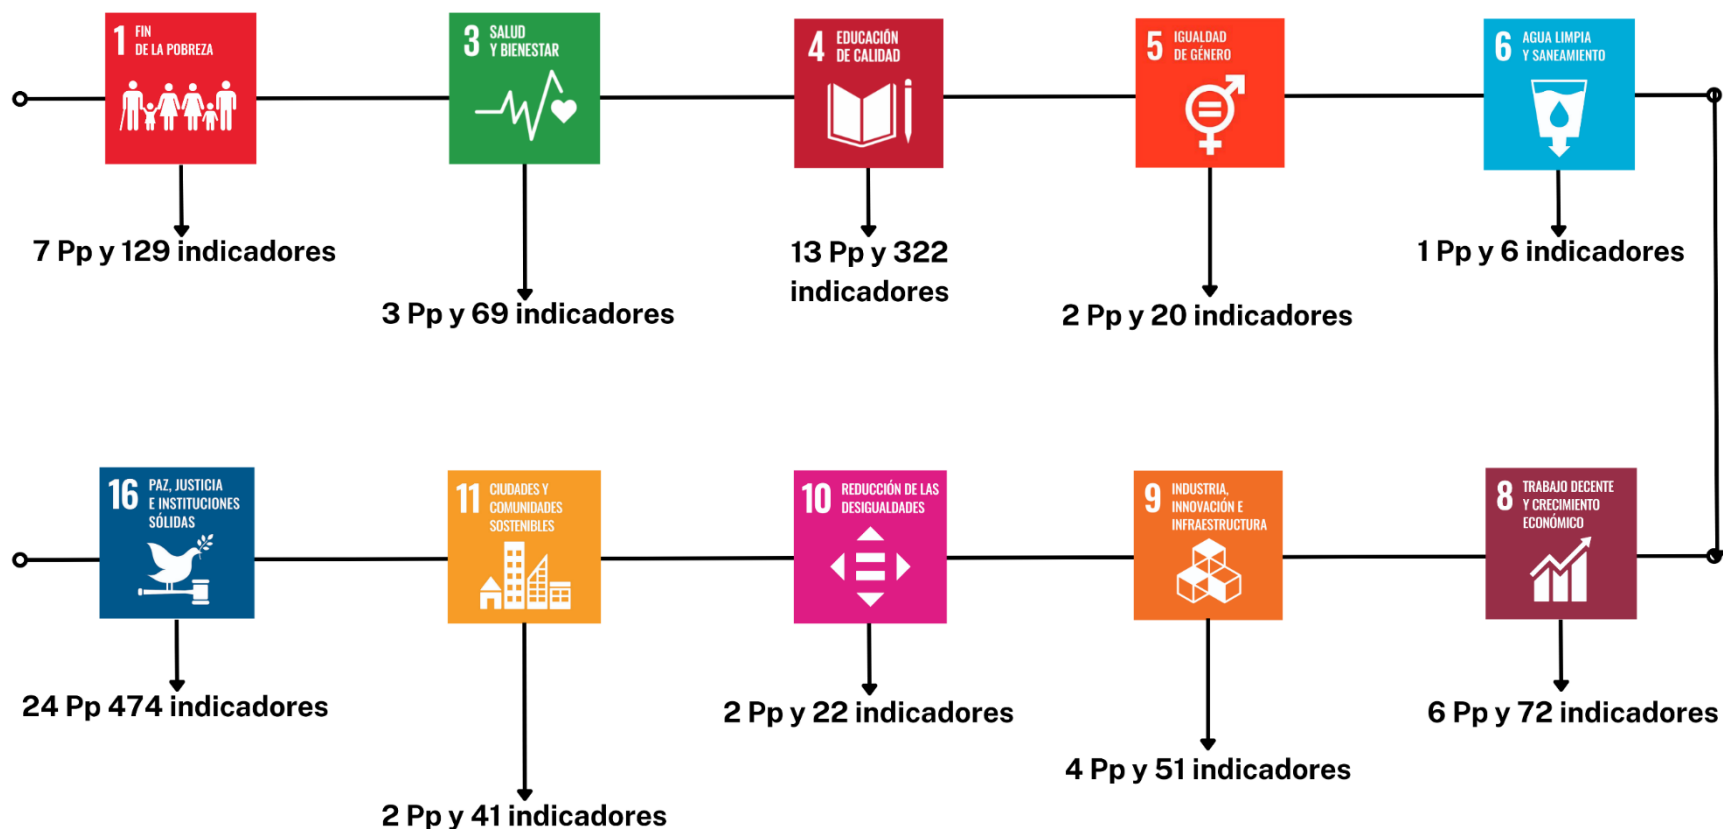 1 FIN
DE LA POBREZA
3 SALUD
Y BIENESTAR
4 EDUCACIÓN
DE CALIDAD
5 IGUALDAD
DE GÉNERO
6 AGUA LIMPIA
Y SANEAMIENTO
7 Pp y 129 indicadores
3 Pp y 69 indicadores
13 Pp y 322
indicadores
2 Pp y 20 indicadores
1 Pp y 6 indicadores
16 PAZ, JUSTICIA
E INSTITUCIONES
SÓLIDAS
11 CIUDADES Y
COMUNIDADES
SOSTENIBLES
10 REDUCCIÓN DE LAS
DESIGUALDADES
9 INDUSTRIA,
INNOVACIÓN E
INFRAESTRUCTURA
8 TRABAJO DECENTE
Y CRECIMIENTO
ECONÓMICO
24 Pp 474 indicadores
2 Pp y 41 indicadores
2 Pp y 22 indicadores
4 Pp y 51 indicadores
6 Pp y 72 indicadores